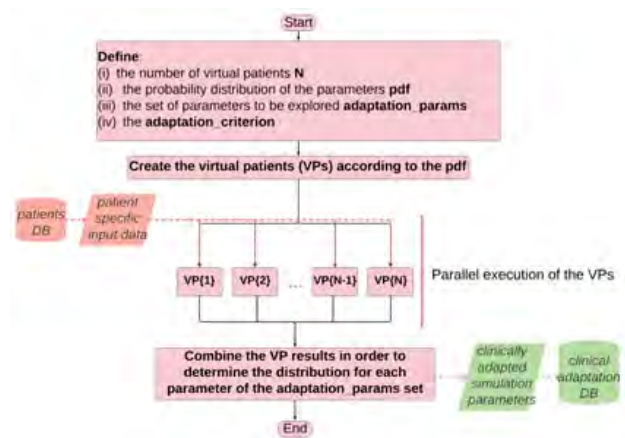 Start
Define:
(i) the number of virtual patients N
(ii) the probability distribution of the parameters pdf
(iii) the set of parameters to be explored adaptation_params
(iv) the adaptation_criterion
Create the virtual patients (VPs) according to the pdf
patients
DB
patient
specific
input data
VP{1}
VP{2}
...
VP{N-1}
VP{N}
Parallel execution of the VPs
Combine the VP results in order to
determine the distribution for each
parameter of the adaptation_params set
clinically
adapted
simulation
parameters
clinical
adaptation
DB
End